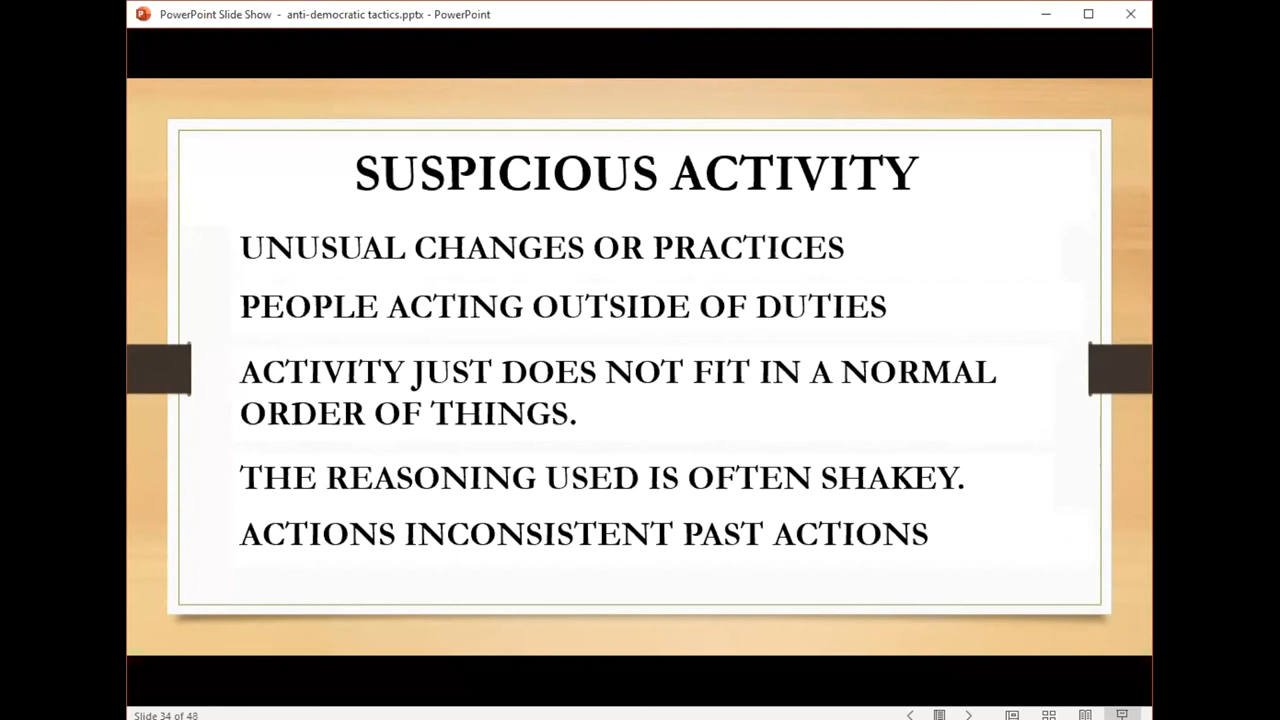 PowerPoint Slide Show - anti-democratic tactics.pptx - PowerPoint
SUSPICIOUS ACTIVITY
UNUSUAL CHANGES OR PRACTICES
PEOPLE ACTING OUTSIDE OF DUTIES
ACTIVITY JUST DOES NOT FIT IN A NORMAL
ORDER OF THINGS.
THE REASONING USED IS OFTEN SHAKEY.
ACTIONS INCONSISTENT PAST ACTIONS
Slide 34 of 48